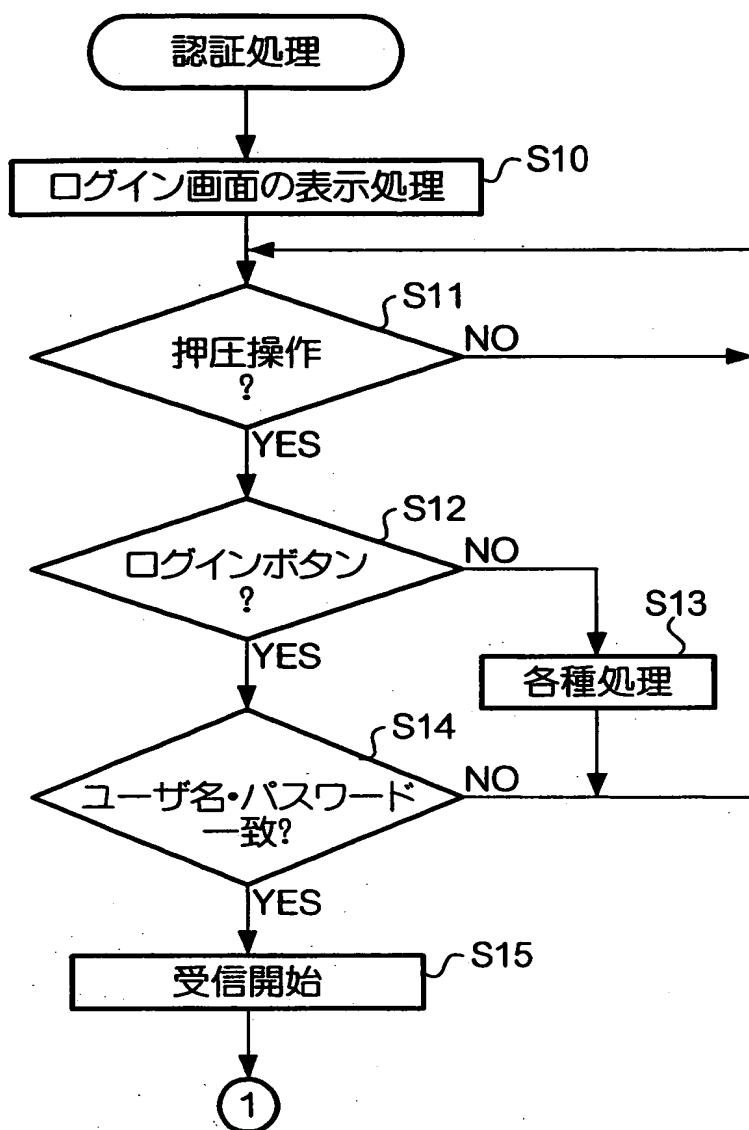 認証処理
S10
ログイン画面の表示処理
S11
押圧操作
?
NO
YES
S12
ログインボタン
?
NO
YES
S13
各種処理
S14
ユーザ名・パスワード
一致?
NO
YES
S15
受信開始
1